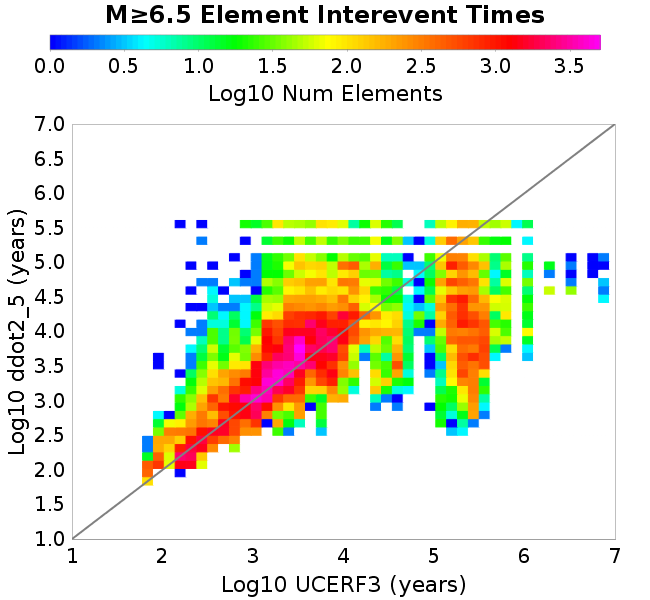 M≥6.5 Element Interevent Times
0.0 0.5 1.0 1.5 2.0 2.5 3.0 3.5
Log10 Num Elements
7.0
6.5
6.0
5.5
5.0
4.5
4.0
3.5
3.0
2.5
2.0
1.5
1.0
Log10 ddot2_5 (years)
1 2 3 4 5 6 7
Log10 UCERF3 (years)